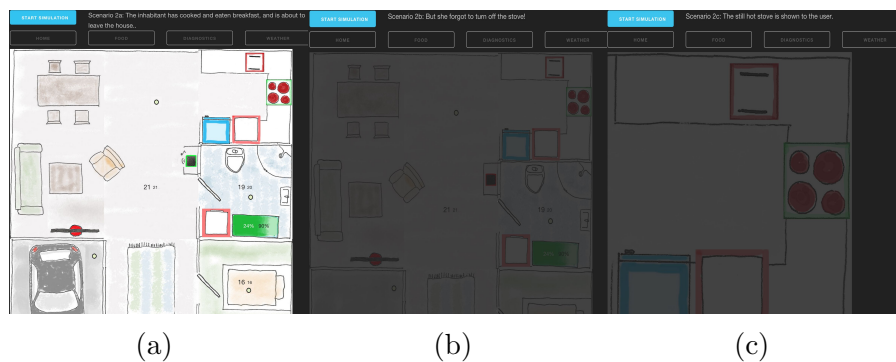 START SIMULATION
Scenario 2a: The inhabitant has cooked and eaten breakfast, and is about to
leave the house..
HOME
FOOD
DIAGNOSTICS
WEATHER
21 21
19 20
24% 90%
16 16
START SIMULATION
Scenario 2b: But she forgot to turn off the stove!
HOME
FOOD
DIAGNOSTICS
WEATHER
21
19
START SIMULATION
Scenario 2c: The still hot stove is shown to the user.
HOME
FOOD
DIAGNOSTICS
WEATHER
(a)
(b)
(c)